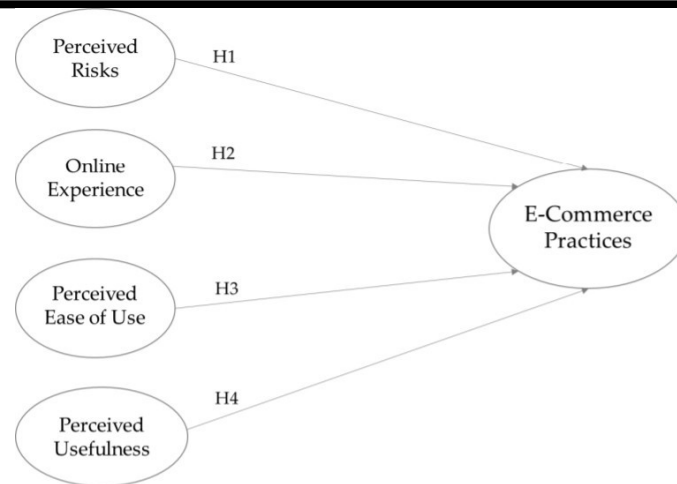 Perceived
Risks
H1
Online
Experience
H2
E-Commerce
Practices
Perceived
Ease of Use
H3
Perceived
Usefulness
H4